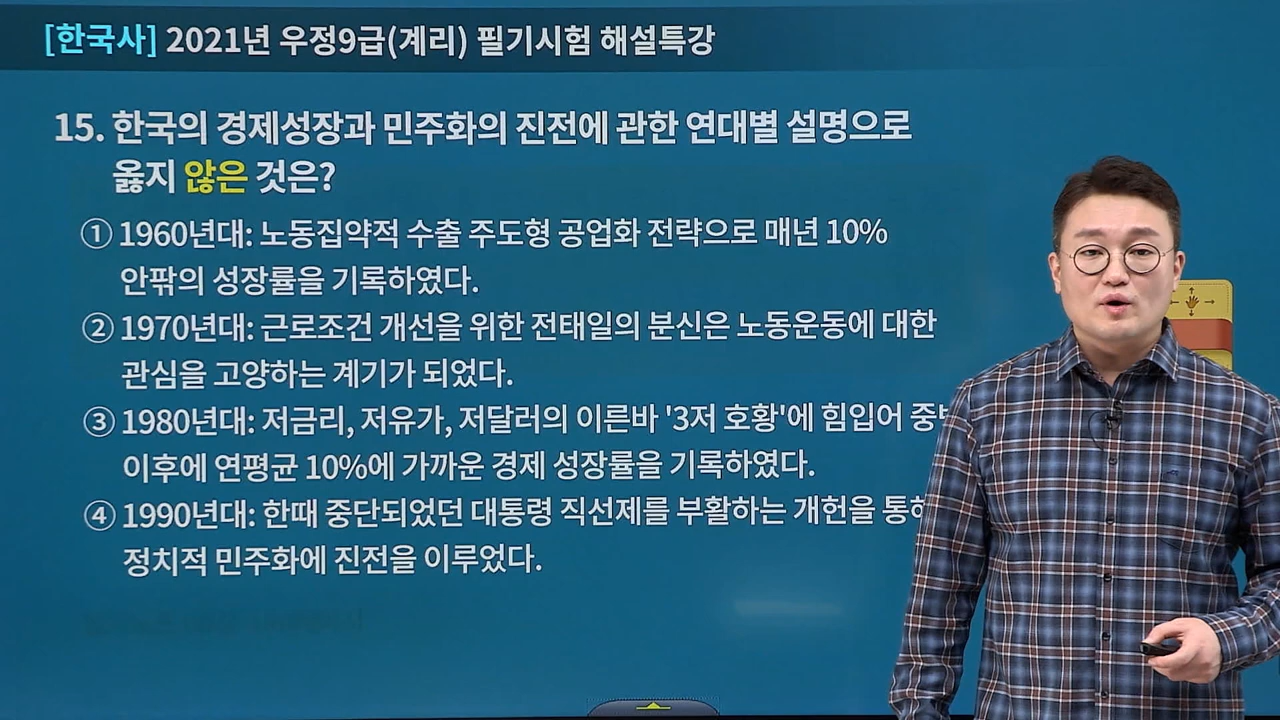 [한국사] 2021년 우정9급(계리) 필기시험 해설특강
15. 한국의 경제성장과 민주화의 진전에 관한 연대별 설명으로
옳지 않은 것은?
① 1960년대: 노동집약적 수출 주도형 공업화 전략으로 매년 10%
안팎의 성장률을 기록하였다.
② 1970년대: 근로조건 개선을 위한 전태일의 분신은 노동운동에 대한
관심을 고양하는 계기가 되었다.
③ 1980년대: 저금리, 저유가, 저달러의 이른바 '3저 호황'에 힘입어
이후에 연평균 10%에 가까운 경제 성장률을 기록하였다.
④ 1990년대: 한때 중단되었던 대통령 직선제를 부활하는 개헌을
정치적 민주화에 진전을 이루었다.